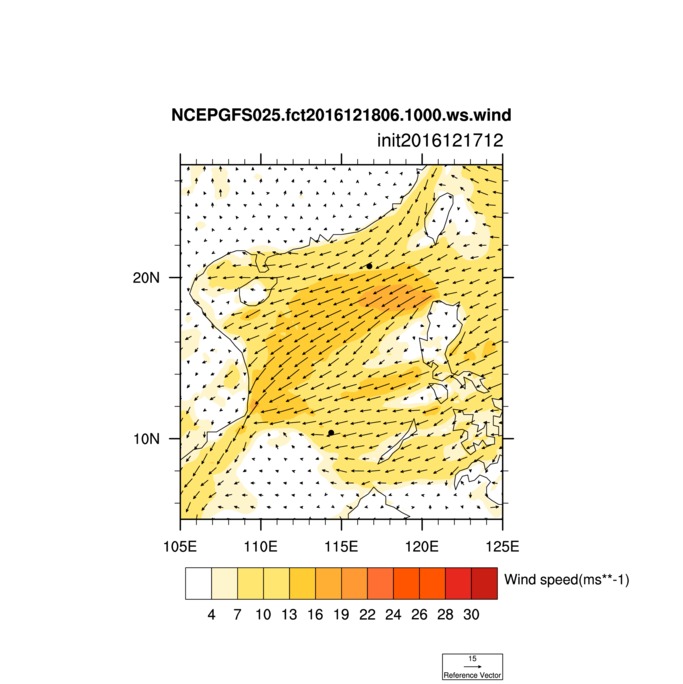 NCEPGFS025.fct2016121806.1000.ws.wind
init2016121712
20N
10N
105E 110E 115E 120E 125E
Wind speed(ms**-1)
4 7 10 13 16 19 22 24 26 28 30
15
Reference Vector